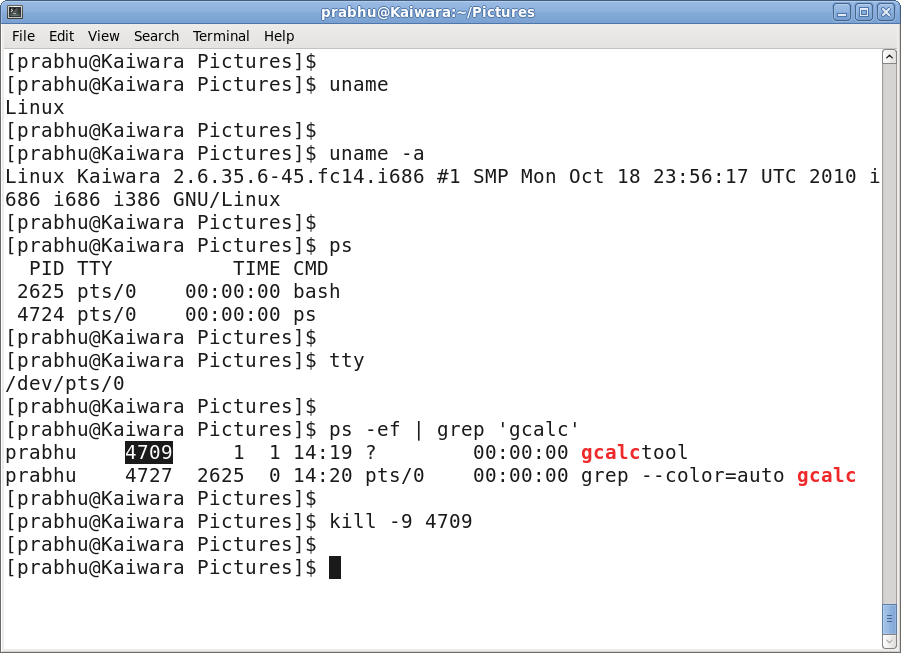 prabhu@Kaiwara:~/Pictures
File Edit View Search Terminal Help
[prabhu@Kaiwara Pictures]$
[prabhu@Kaiwara Pictures]$ uname
Linux
[prabhu@Kaiwara Pictures]$
[prabhu@Kaiwara Pictures]$ uname -a
Linux Kaiwara 2.6.35.6-45.fc14.i686 #1 SMP Mon Oct 18 23:56:17 UTC 2010 i
686 i686 i386 GNU/Linux
[prabhu@Kaiwara Pictures]$
[prabhu@Kaiwara Pictures]$ ps
  PID TTY          TIME CMD
 2625 pts/0    00:00:00 bash
 4724 pts/0    00:00:00 ps
[prabhu@Kaiwara Pictures]$
[prabhu@Kaiwara Pictures]$ tty
/dev/pts/0
[prabhu@Kaiwara Pictures]$
[prabhu@Kaiwara Pictures]$ ps -ef | grep 'gcalc'
prabhu    4709     1  1 14:19 ?        00:00:00 gcalctool
prabhu    4727  2625  0 14:20 pts/0    00:00:00 grep --color=auto gcalc
[prabhu@Kaiwara Pictures]$
[prabhu@Kaiwara Pictures]$ kill -9 4709
[prabhu@Kaiwara Pictures]$
[prabhu@Kaiwara Pictures]$